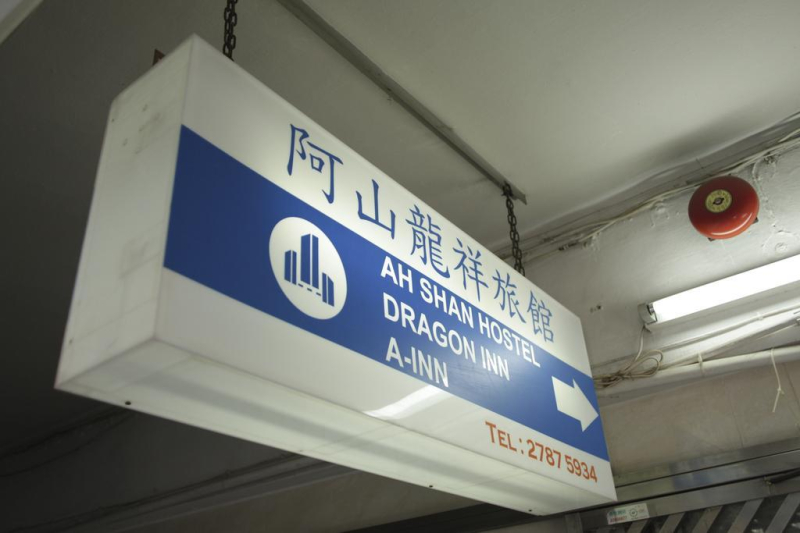 阿山龍祥旅館
AH SHAN HOSTEL
DRAGON INN
A-INN
TEL: 2787 5934